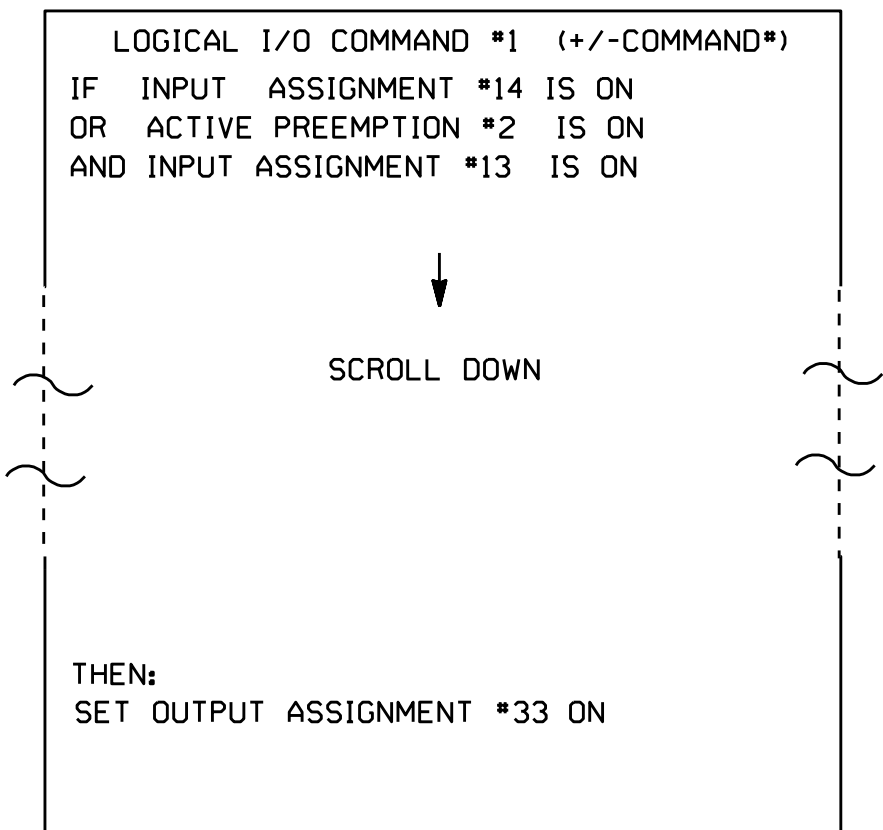 LOGICAL I/O COMMAND #1 (+/-COMMAND#)
IF INPUT ASSIGNMENT #14 IS ON
OR ACTIVE PREEMPTION #2 IS ON
AND INPUT ASSIGNMENT #13 IS ON
SCROLL DOWN
THEN:
SET OUTPUT ASSIGNMENT #33 ON